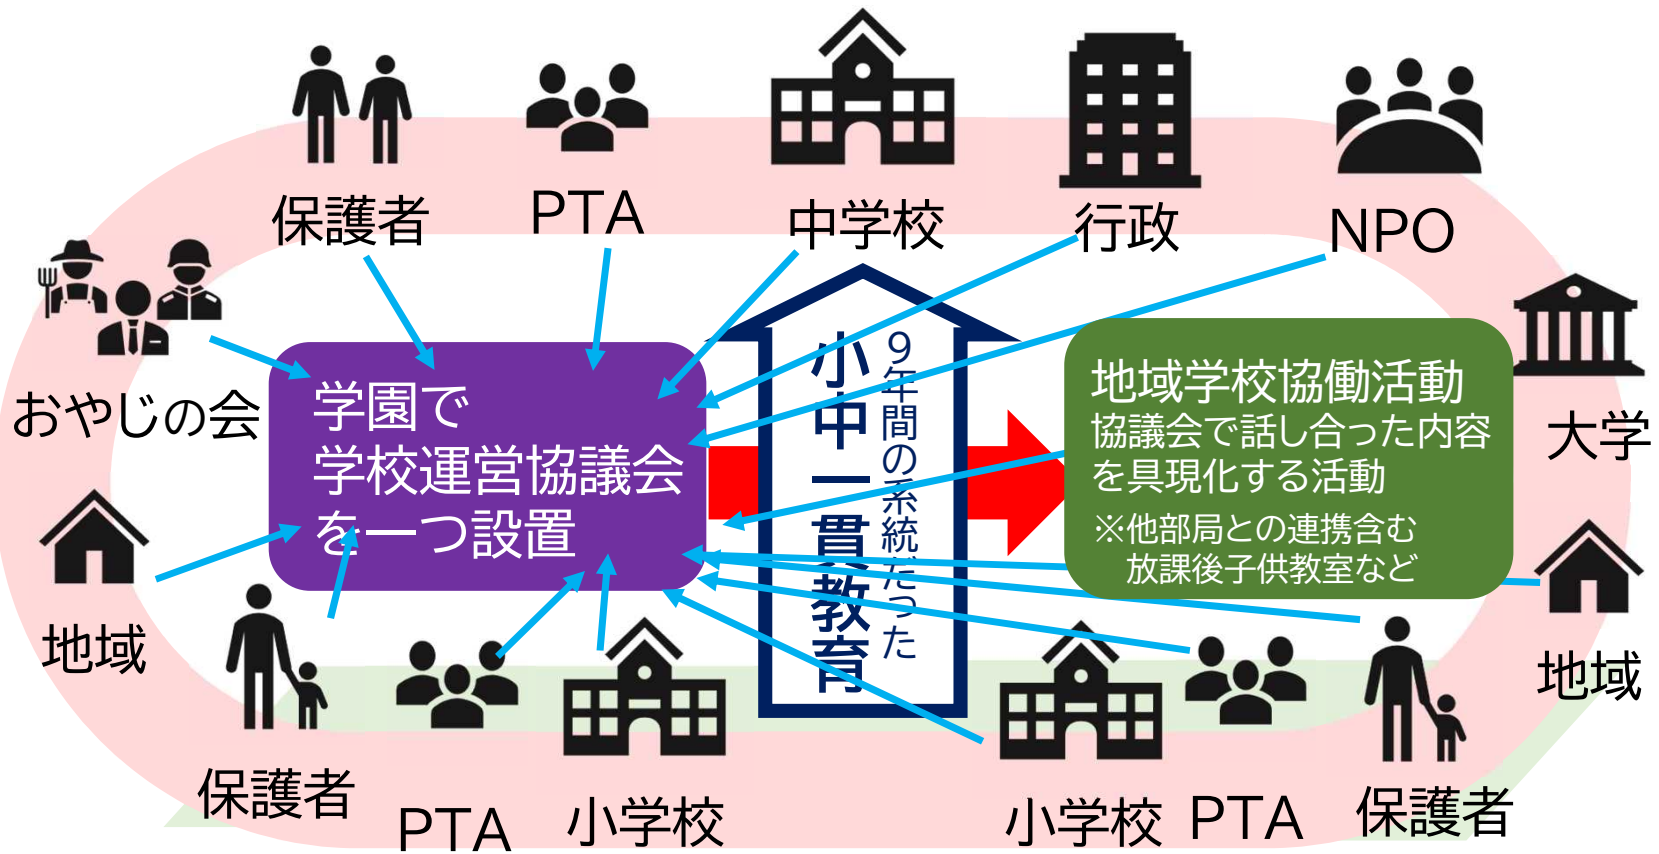 保護者
PTA
中学校
行政
NPO
おやじの会
大学
学園で
学校運営協議会
を一つ設置
小中一貫教育
9年間の系統だった
地域学校協働活動
協議会で話し合った内容
を具現化する活動
※他部局との連携含む
放課後子供教室など
地域
地域
保護者
PTA
小学校
小学校
PTA
保護者